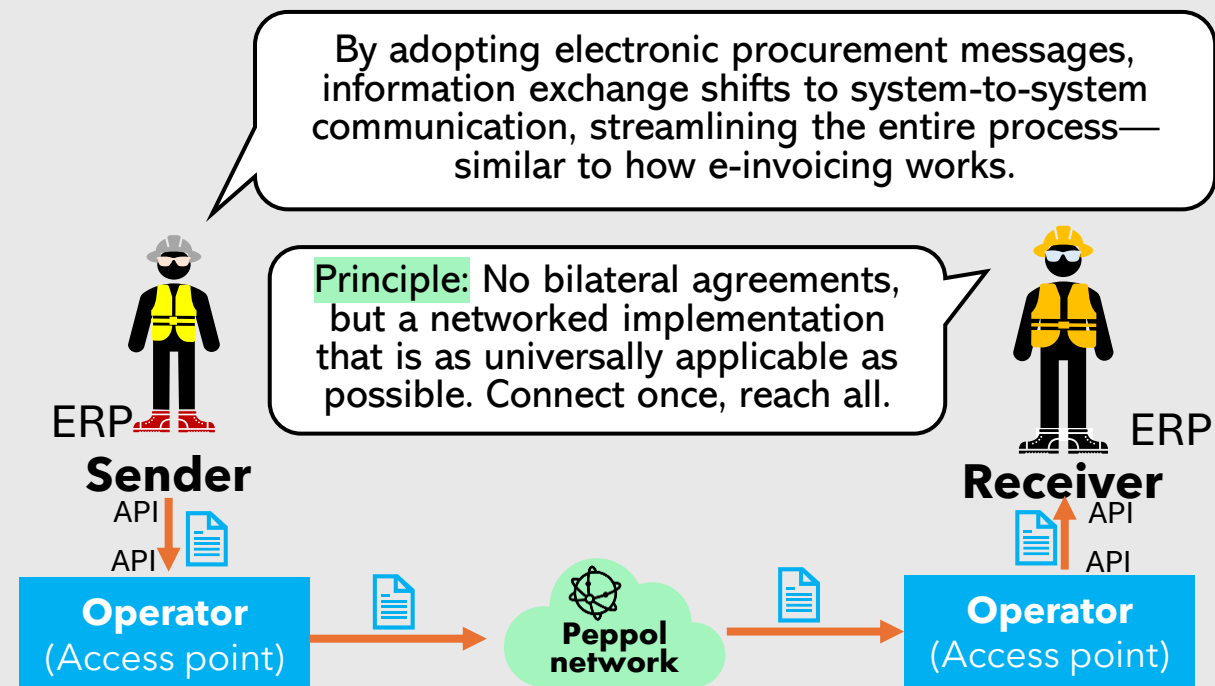 By adopting electronic procurement messages,
information exchange shifts to system-to-system
communication, streamlining the entire process—
similar to how e-invoicing works.
Principle: No bilateral agreements,
but a networked implementation
that is as universally applicable as
possible. Connect once, reach all.
ERP
Sender
API
API
Operator
(Access point)
Peppol
network
ERP
Receiver
API
API
Operator
(Access point)